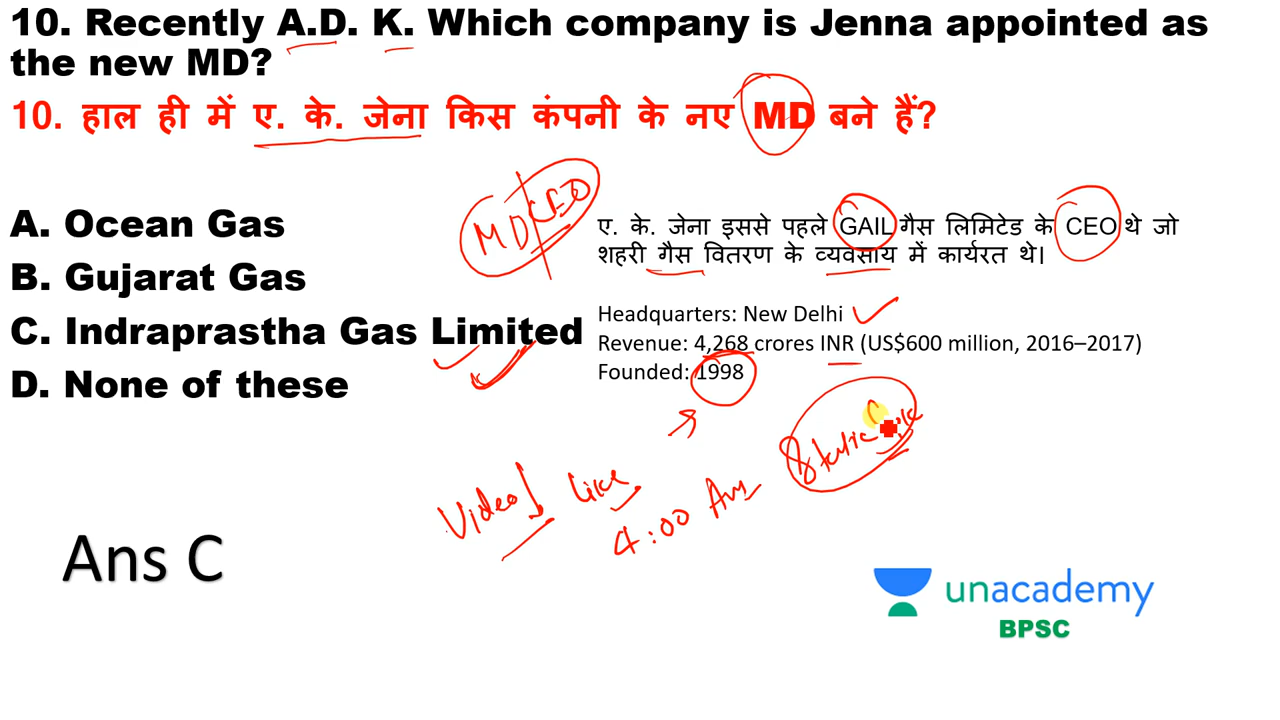 10. Recently A.D. K. Which company is Jenna appointed as
the new MD?
10. हाल ही में ए. के. जेना किस कंपनी के नए MD बने हैं?
A. Ocean Gas
B. Gujarat Gas
C. Indraprastha Gas Limited
D. None of these
MD CEO
ए. के. जेना इससे पहले GAIL गैस लिमिटेड के CEO थे जो
शहरी गैस वितरण के व्यवसाय में कार्यरत थे।
Headquarters: New Delhi
Revenue: 4,268 crores INR (US$600 million, 2016–2017)
Founded: 1998
Video like
4:00 Am
Static
Ans C
unacademy
BPSC